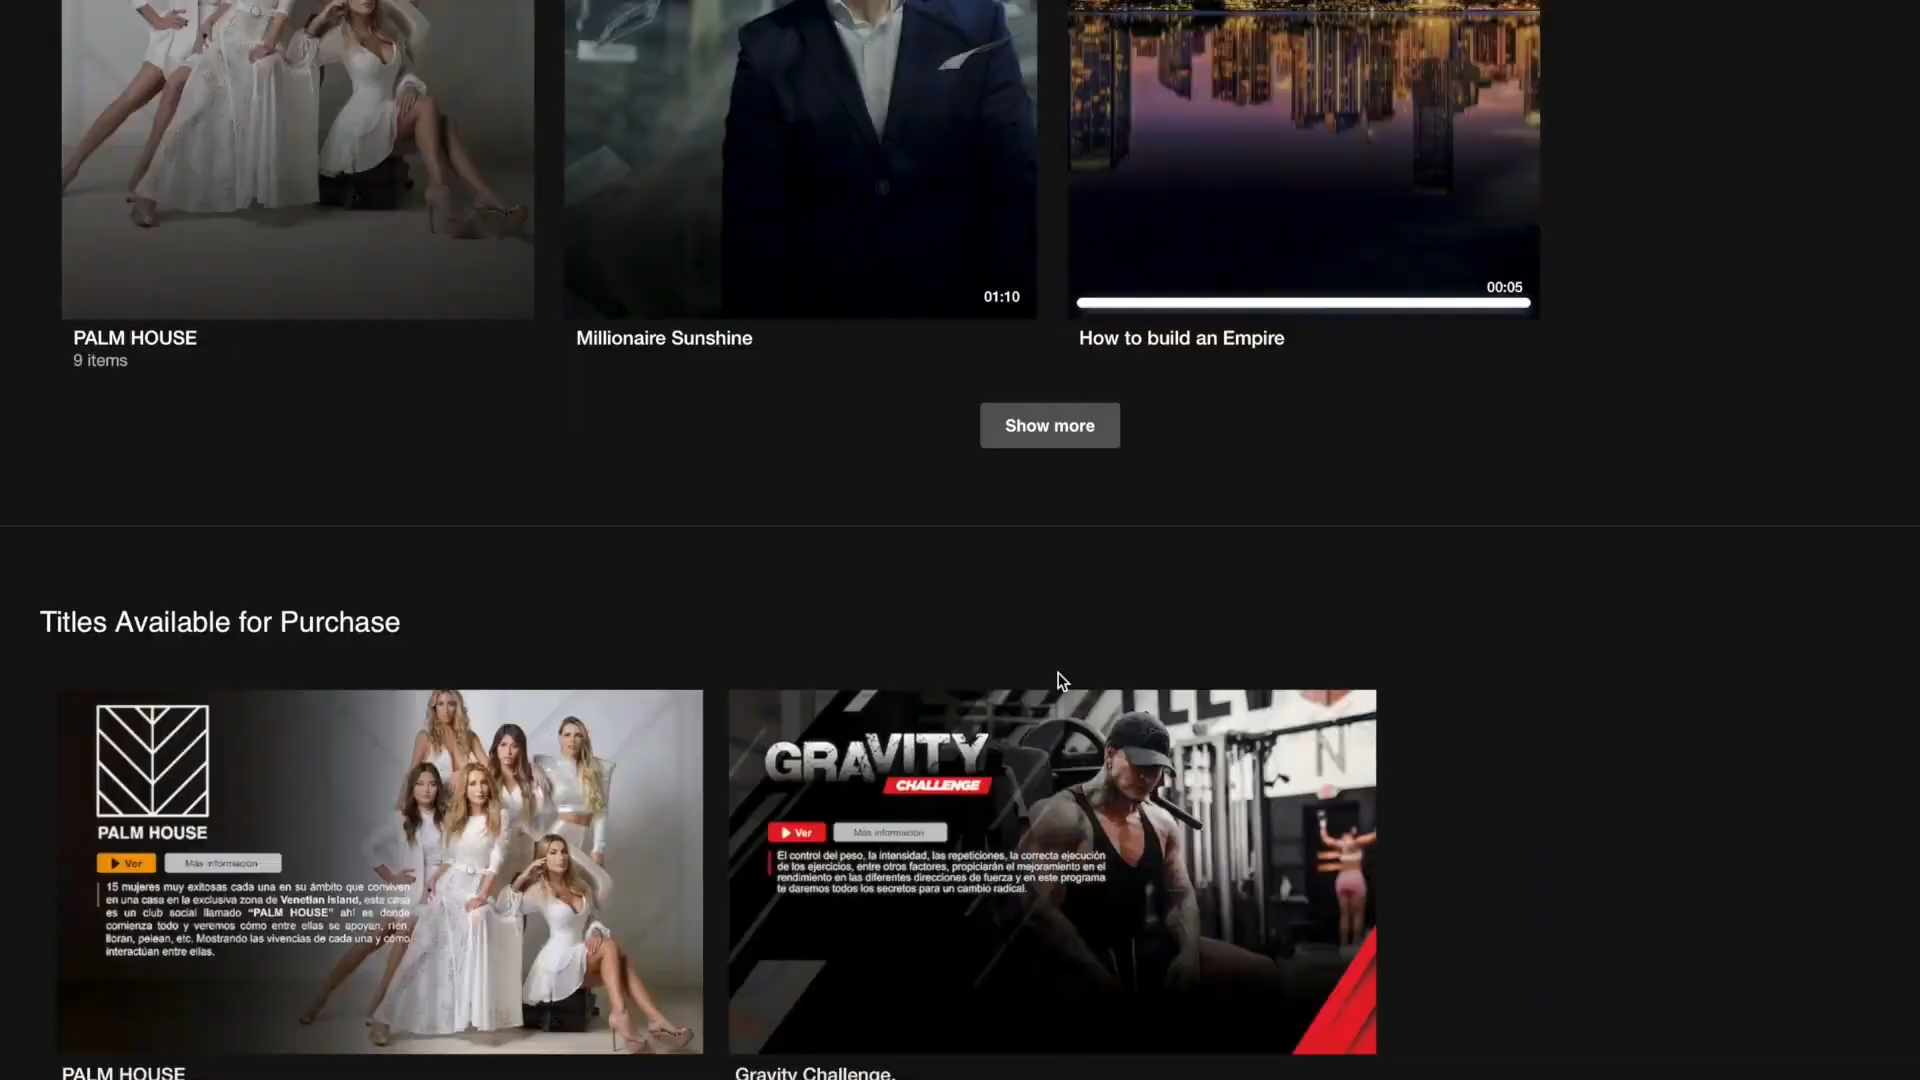 01:10
00:05
PALM HOUSE
9 items
Millionaire Sunshine
How to build an Empire
Show more
Titles Available for Purchase
PALM HOUSE
Ver
Más información
15 mujeres muy exitosas cada una en su ámbito que conviven
en una casa en la exclusiva zona de Venetian Island, esta casa
es un club social llamado “PALM HOUSE” ahí es donde
comienza todo y veremos cómo entre ellas se apoyan, rien,
lloran, pelean, etc. Mostrando las vivencias de cada una y cómo
interactúan entre ellas.
GRAVITY
CHALLENGE
Ver
Más información
El control del peso, la intensidad, las repeticiones, la correcta ejecución
de los ejercicios, entre otros factores, propiciarán el mejoramiento en el
rendimiento en las diferentes direcciones de fuerza y en este programa
te daremos todos los secretos para un cambio radical.
PALM HOUSE
Gravity Challenge.